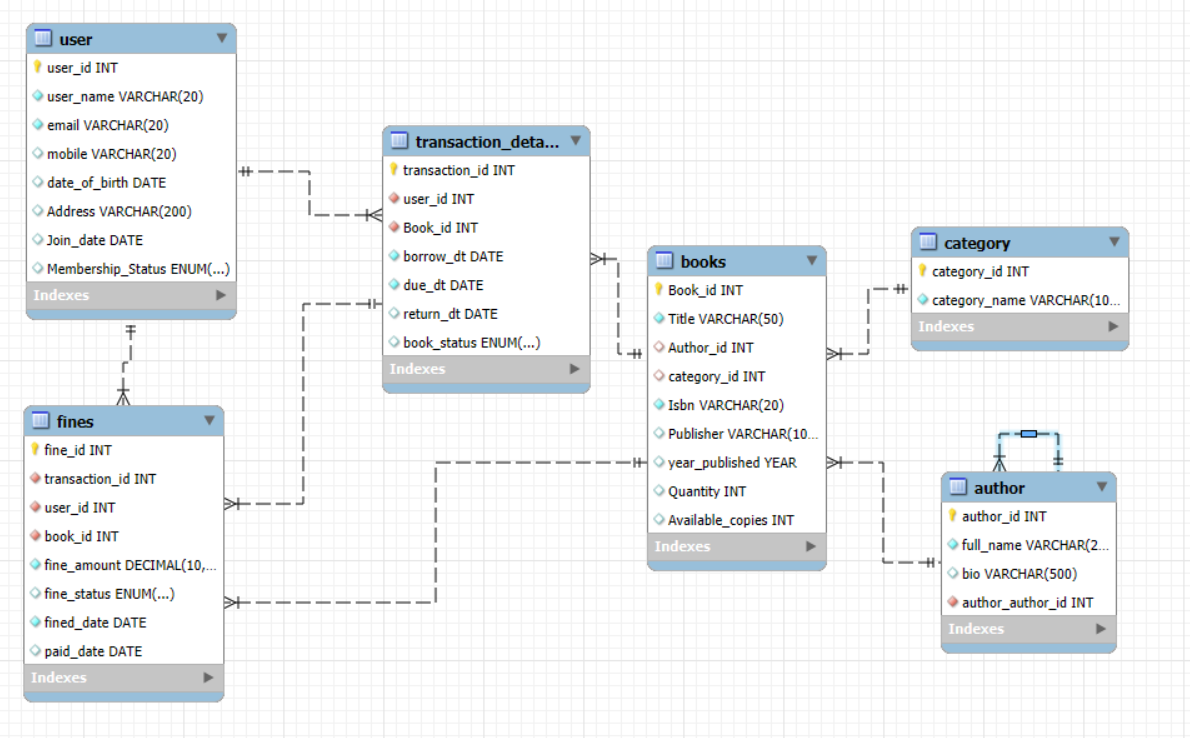 user
user_id INT
user_name VARCHAR(20)
email VARCHAR(20)
mobile VARCHAR(20)
date_of_birth DATE
Address VARCHAR(200)
Join_date DATE
Membership_Status ENUM(...)
Indexes
transaction_deta...
transaction_id INT
user_id INT
Book_id INT
borrow_dt DATE
due_dt DATE
return_dt DATE
book_status ENUM(...)
Indexes
books
Book_id INT
Title VARCHAR(50)
Author_id INT
category_id INT
Isbn VARCHAR(20)
Publisher VARCHAR(10...
year_published YEAR
Quantity INT
Available_copies INT
Indexes
category
category_id INT
category_name VARCHAR(10...
Indexes
fines
fine_id INT
transaction_id INT
user_id INT
book_id INT
fine_amount DECIMAL(10,...
fine_status ENUM(...)
fined_date DATE
paid_date DATE
Indexes
author
author_id INT
full_name VARCHAR(2...
bio VARCHAR(500)
author_author_id INT
Indexes